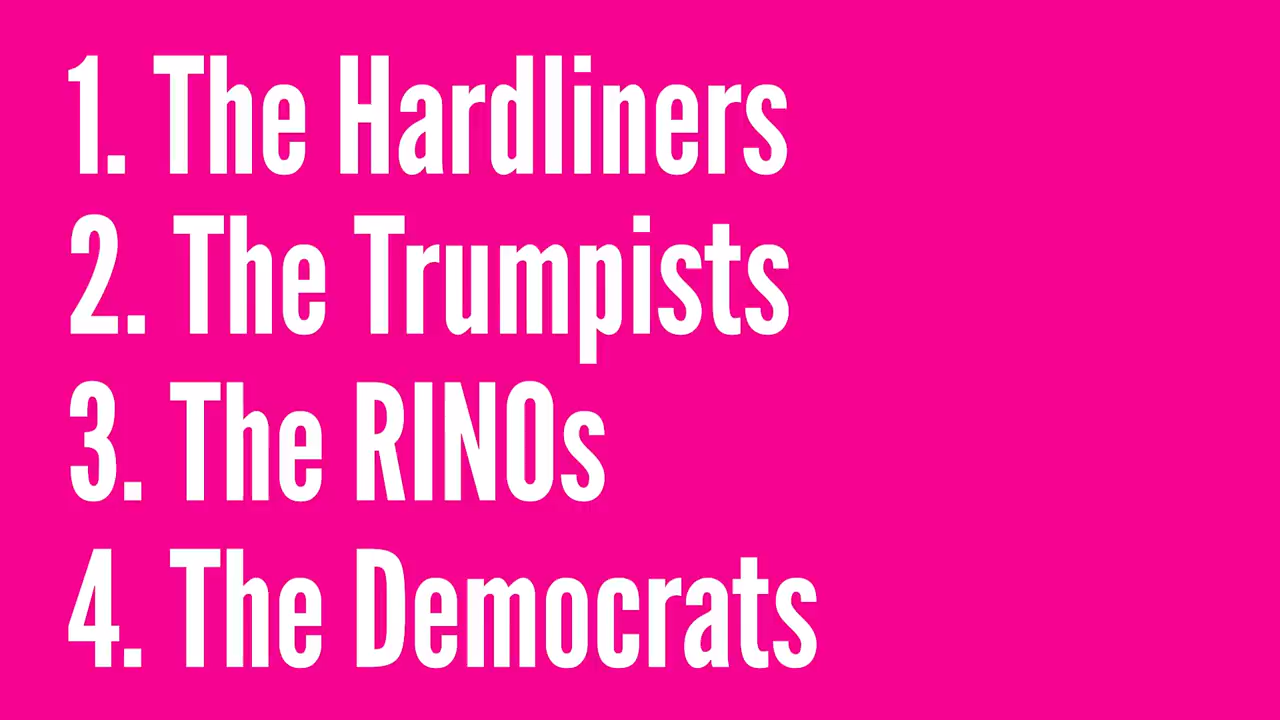 1. The Hardliners
2. The Trumpists
3. The RINOs
4. The Democrats